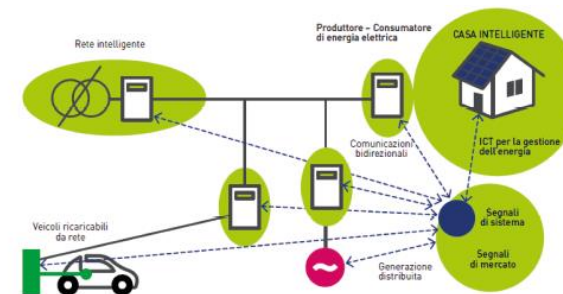 Produttore – Consumatore
di energia elettrica
CASA INTELLIGENTE
Rete intelligente
Comunicazioni
bidirezionali
ICT per la gestione
dell'energia
Veicoli ricaricabili
da rete
Segnali
di sistema
Segnali
di mercato
Generazione
distribuita